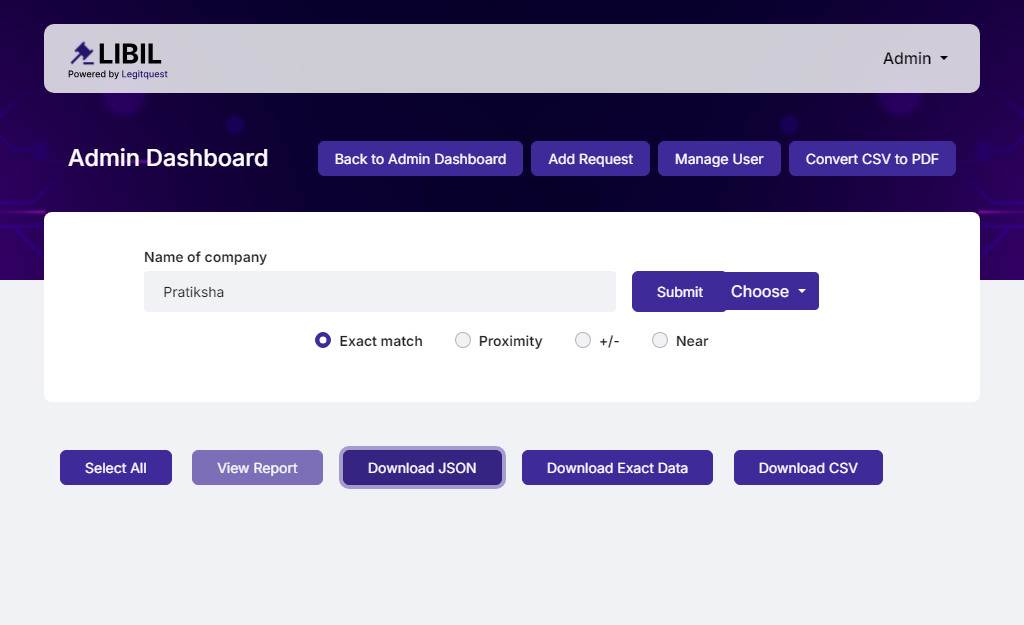 LIBIL
Powered by Legitquest
Admin
Admin Dashboard
Back to Admin Dashboard
Add Request
Manage User
Convert CSV to PDF
Name of company
Pratiksha
Submit
Choose
Exact match
Proximity
+/-
Near
Select All
View Report
Download JSON
Download Exact Data
Download CSV